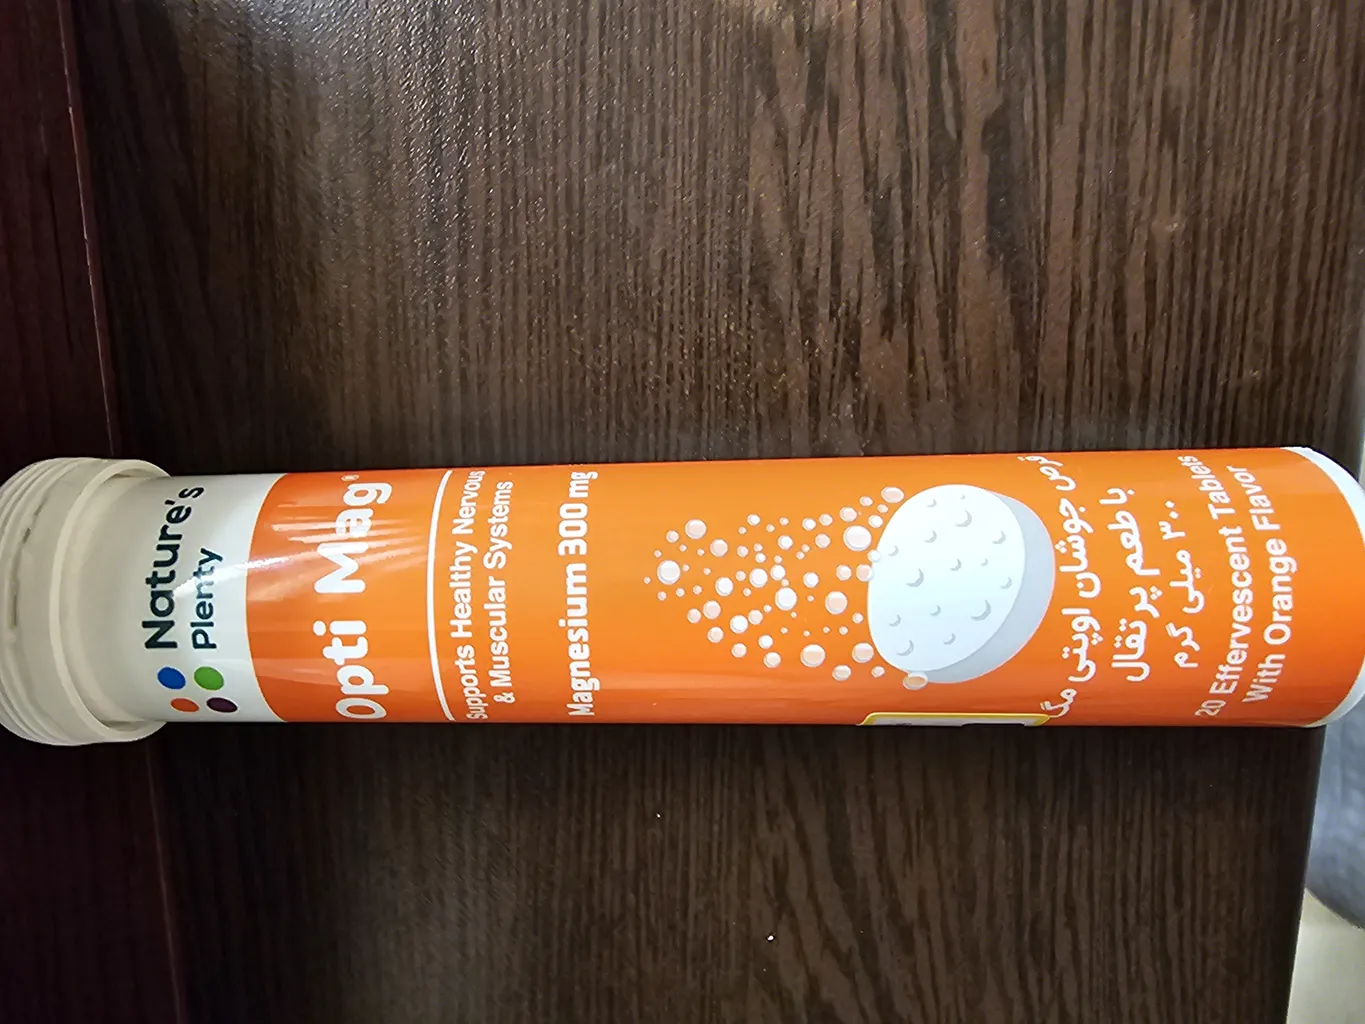 Nature's
Plenty
Opti Mag®
Supports Healthy Nervous
& Muscular Systems
Magnesium 300 mg
قرص جوشان اوپتی مگ
با طعم پرتقال
۳۰۰ میلی گرم
20 Effervescent Tablets
With Orange Flavor